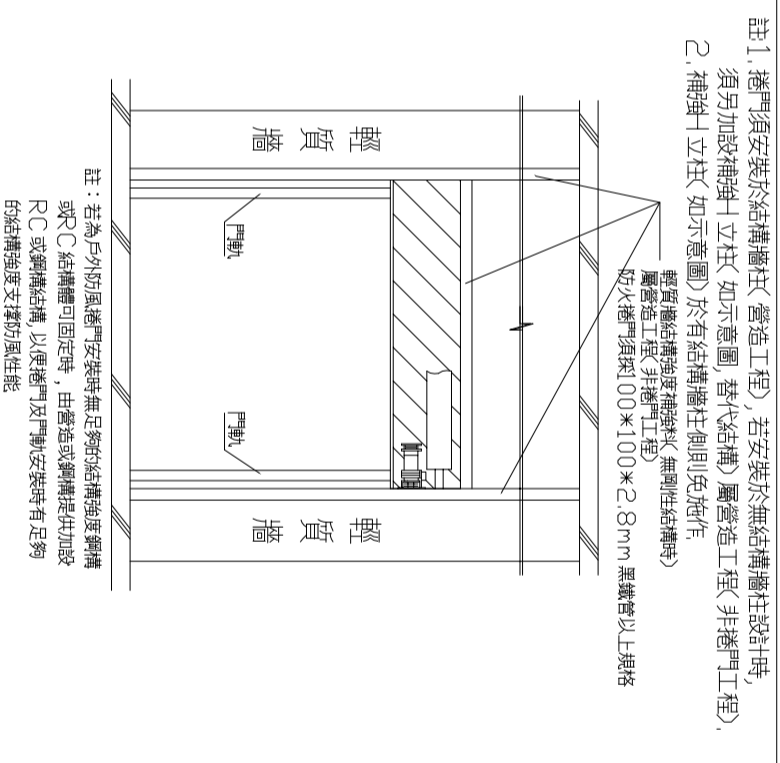 註:1. 捲門須安裝於結構牆柱(營造工程), 若安裝於無結構牆柱設計時,
須另加設補強┤立柱(如示意圖, 替代結構) 屬營造工程(非捲門工程).
2. 補強┤立柱(如示意圖) 於有結構牆柱側則免施作.
輕質牆結構強度補強料(無剛性結構時)
屬營造工程(非捲門工程)
防火捲門須採100*100*2.8mm 黑鐵管以上規格
輕質牆
輕質牆
門軌
門軌
註：若為戶外防風捲門安裝時無足夠的結構強度鋼構
或RC 結構體可固定時，由營造或鋼構提供加設
RC 或鋼構結構, 以便捲門及門軌安裝時有足夠
的結構強度支撐防風性能